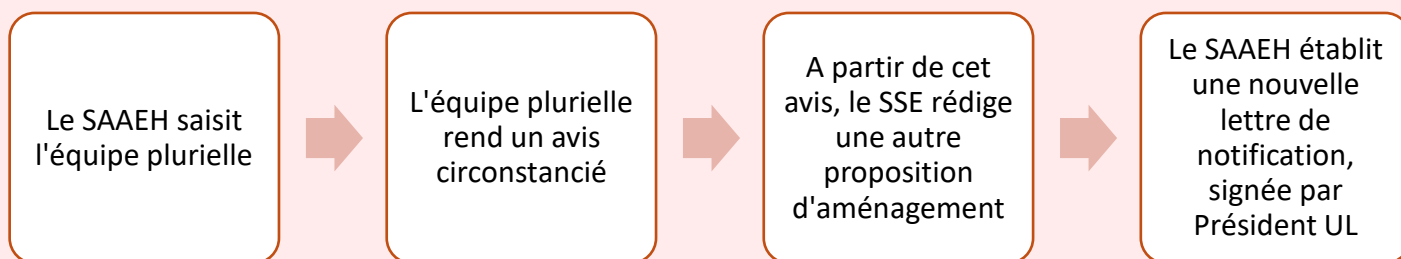 Le SAAEH saisit
l'équipe plurielle
L'équipe plurielle
rend un avis
circonstancié
A partir de cet
avis, le SSE rédige
une autre
proposition
d'aménagement
Le SAAEH établit
une nouvelle
lettre de
notification,
signée par
Président UL